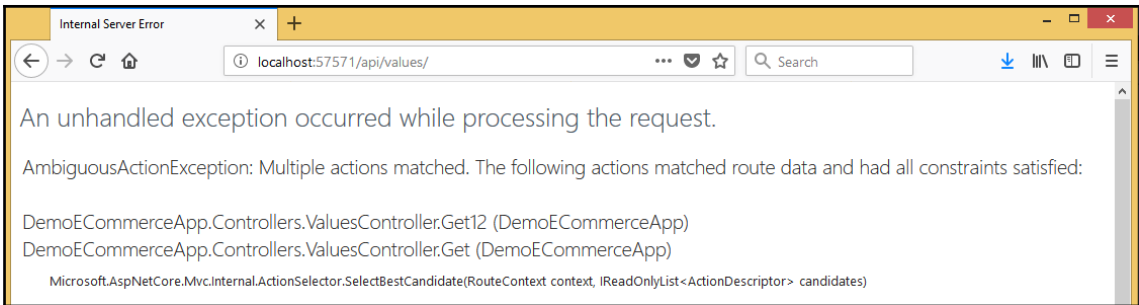 Internal Server Error
localhost:57571/api/values/
Search
An unhandled exception occurred while processing the request.
AmbiguousActionException: Multiple actions matched. The following actions matched route data and had all constraints satisfied:
DemoECommerceApp.Controllers.ValuesController.Get12 (DemoECommerceApp)
DemoECommerceApp.Controllers.ValuesController.Get (DemoECommerceApp)
Microsoft.AspNetCore.Mvc.Internal.ActionSelector.SelectBestCandidate(RouteContext context, IReadOnlyList<ActionDescriptor> candidates)